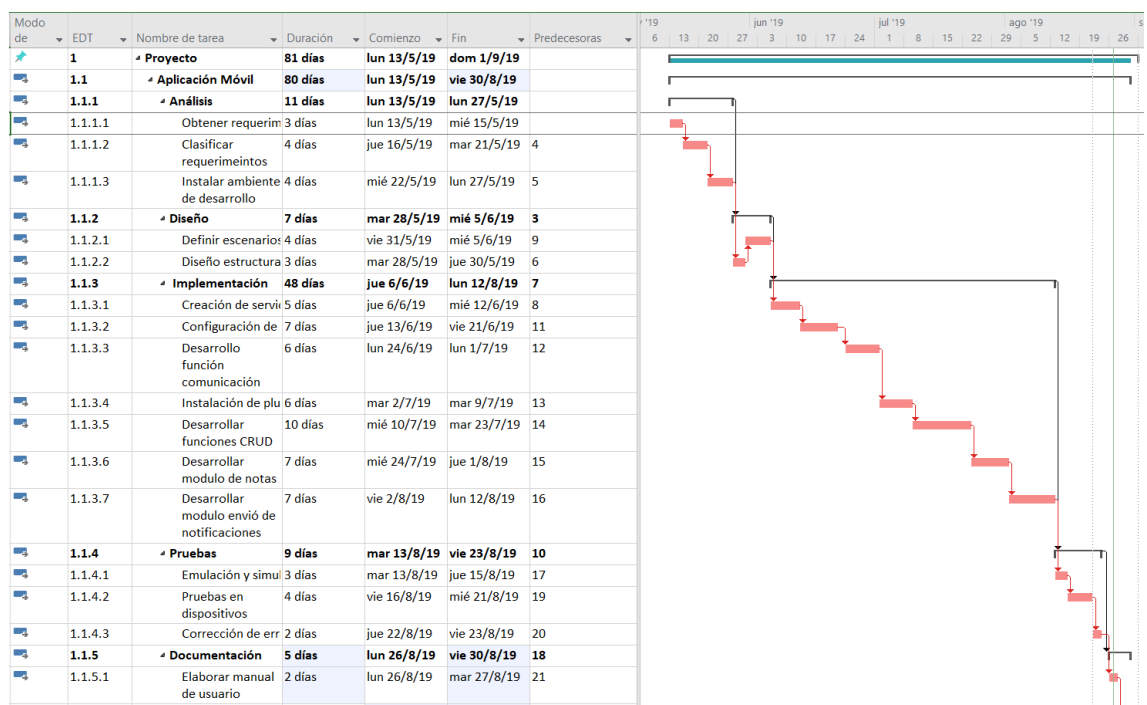 Modo de EDT Nombre de tarea Duración Comienzo Fin Predecesoras
'19 jun '19 jul '19 ago '19 s
6 13 20 27 3 10 17 24 1 8 15 22 29 5 12 19 26
1 Proyecto 81 días lun 13/5/19 dom 1/9/19
1.1 Aplicación Móvil 80 días lun 13/5/19 vie 30/8/19
1.1.1 Análisis 11 días lun 13/5/19 lun 27/5/19
1.1.1.1 Obtener requerim 3 días lun 13/5/19 mié 15/5/19
1.1.1.2 Clasificar 4 días jue 16/5/19 mar 21/5/19 4
requerimeintos
1.1.1.3 Instalar ambiente 4 días mié 22/5/19 lun 27/5/19 5
de desarrollo
1.1.2 Diseño 7 días mar 28/5/19 mié 5/6/19 3
1.1.2.1 Definir escenarios 4 días vie 31/5/19 mié 5/6/19 9
1.1.2.2 Diseño estructura 3 días mar 28/5/19 jue 30/5/19 6
1.1.3 Implementación 48 días jue 6/6/19 lun 12/8/19 7
1.1.3.1 Creación de servi 5 días jue 6/6/19 mié 12/6/19 8
1.1.3.2 Configuración de 7 días jue 13/6/19 vie 21/6/19 11
1.1.3.3 Desarrollo 6 días lun 24/6/19 lun 1/7/19 12
función
comunicación
1.1.3.4 Instalación de plu 6 días mar 2/7/19 mar 9/7/19 13
1.1.3.5 Desarrollar 10 días mié 10/7/19 mar 23/7/19 14
funciones CRUD
1.1.3.6 Desarrollar 7 días mié 24/7/19 jue 1/8/19 15
modulo de notas
1.1.3.7 Desarrollar 7 días vie 2/8/19 lun 12/8/19 16
modulo envió de
notificaciones
1.1.4 Pruebas 9 días mar 13/8/19 vie 23/8/19 10
1.1.4.1 Emulación y simul 3 días mar 13/8/19 jue 15/8/19 17
1.1.4.2 Pruebas en 4 días vie 16/8/19 mié 21/8/19 19
dispositivos
1.1.4.3 Corrección de err 2 días jue 22/8/19 vie 23/8/19 20
1.1.5 Documentación 5 días lun 26/8/19 vie 30/8/19 18
1.1.5.1 Elaborar manual 2 días lun 26/8/19 mar 27/8/19 21
de usuario